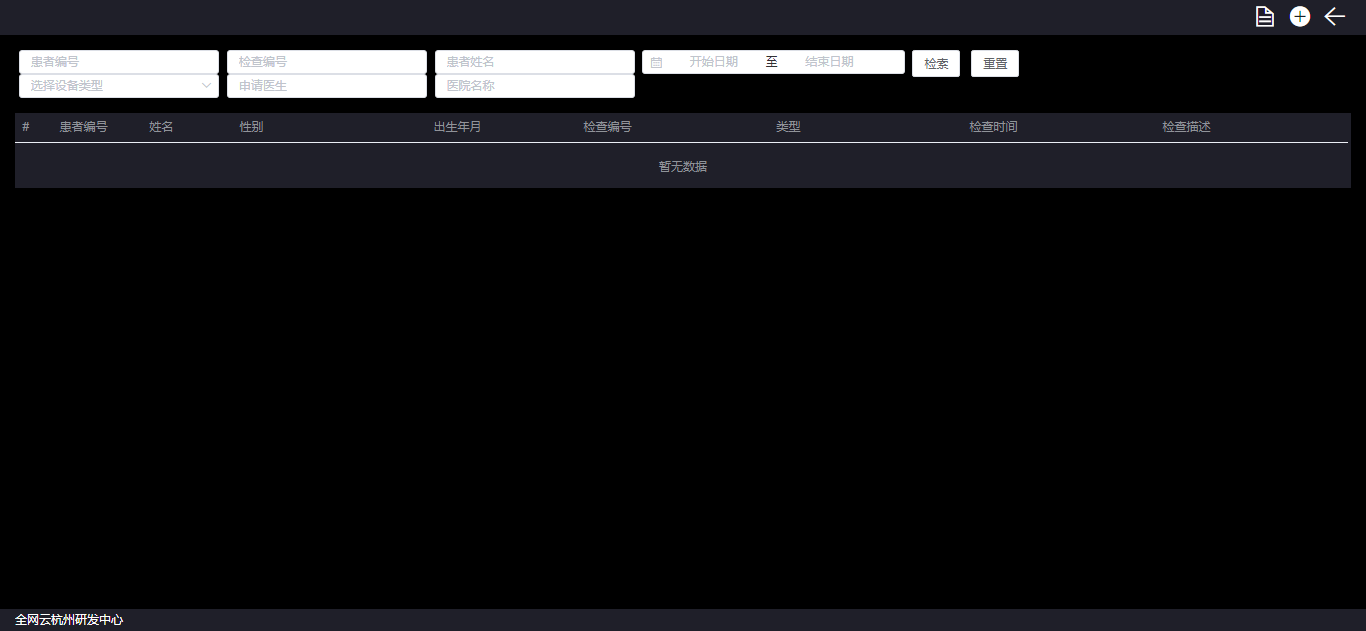 患者编号 检查编号 患者姓名 开始日期 至 结束日期 检索 重置
选择设备类型 申请医生 医院名称
# 患者编号 姓名 性别 出生年月 检查编号 类型 检查时间 检查描述
暂无数据
全网云杭州研发中心